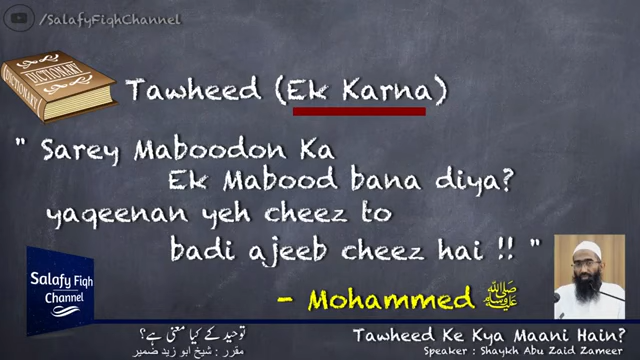 /SalafyFiqhChannel
DICTIONARY
Tawheed (Ek Karna)
" Sarey Maboodon Ka
Ek Mabood bana diya?
yaqeenan yeh cheez to
badi ajeeb cheez hai !! "
- Mohammed ﷺ
Salafy Fiqh
Channel
توحید کے کیا معنی ہے؟
مقرر : شیخ ابو زید ضمیر
Tawheed Ke Kya Maani Hain?
Speaker : Shaykh Abu Zaid Zameer